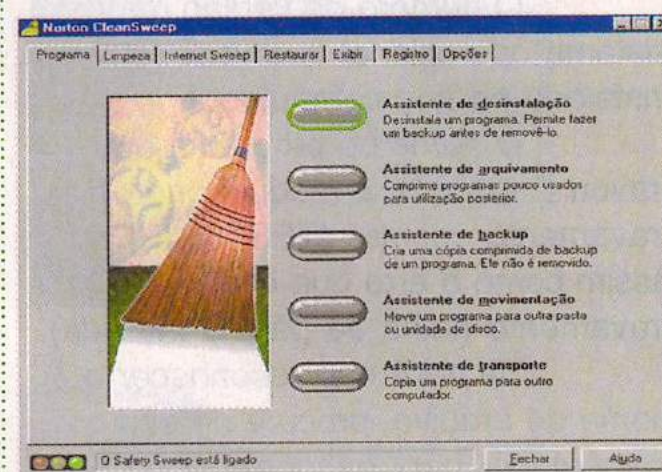 Norton CleanSweep
Programa Limpeza Internet Sweep Restaurar Exibir Registro Opções
Assistente de desinstalação
Desinstala um programa. Permite fazer
um backup antes de removê-lo.
Assistente de arquivamento
Comprime programas pouco usados
para utilização posterior.
Assistente de backup
Cria uma cópia comprimida de backup
de um programa. Ele não é removido.
Assistente de movimentação
Move um programa para outra pasta
ou unidade de disco.
Assistente de transporte
Copia um programa para outro
computador.
O Safety Sweep está ligado
Fechar Ajuda